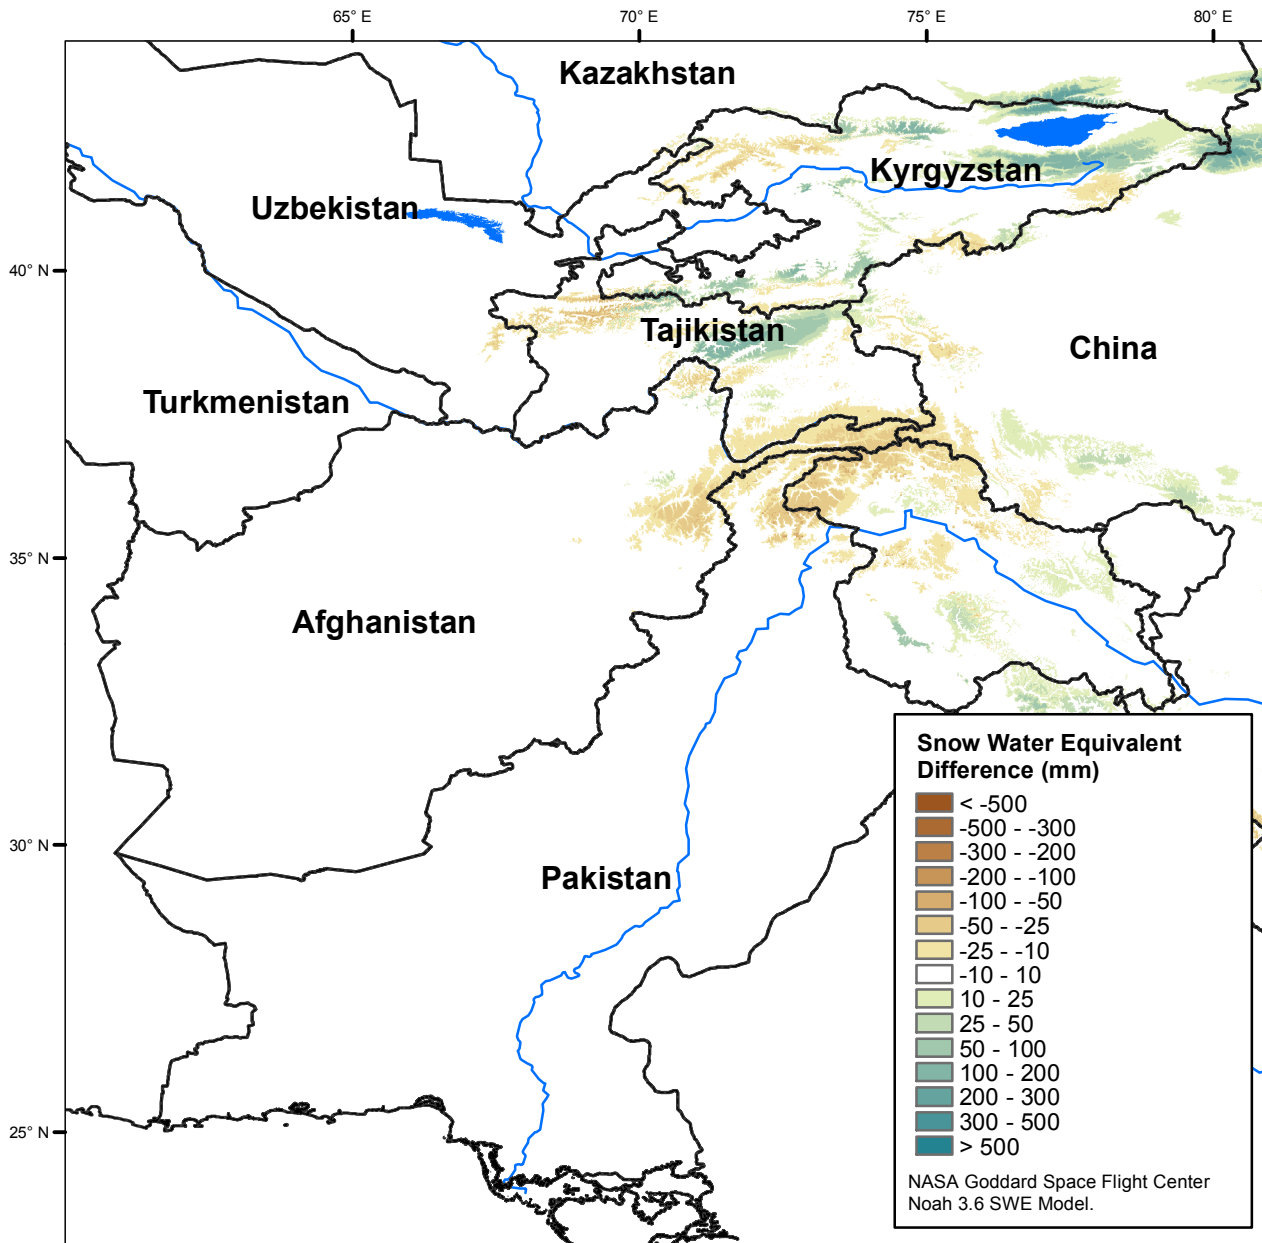 65° E
70° E
75° E
80° E
Kazakhstan
Kyrgyzstan
Uzbekistan
40° N
Tajikistan
China
Turkmenistan
35° N
Afghanistan
Snow Water Equivalent
Difference (mm)
< -500
-500 - -300
-300 - -200
-200 - -100
-100 - -50
-50 - -25
-25 - -10
-10 - 10
10 - 25
25 - 50
50 - 100
100 - 200
200 - 300
300 - 500
> 500
NASA Goddard Space Flight Center
Noah 3.6 SWE Model.
30° N
Pakistan
25° N